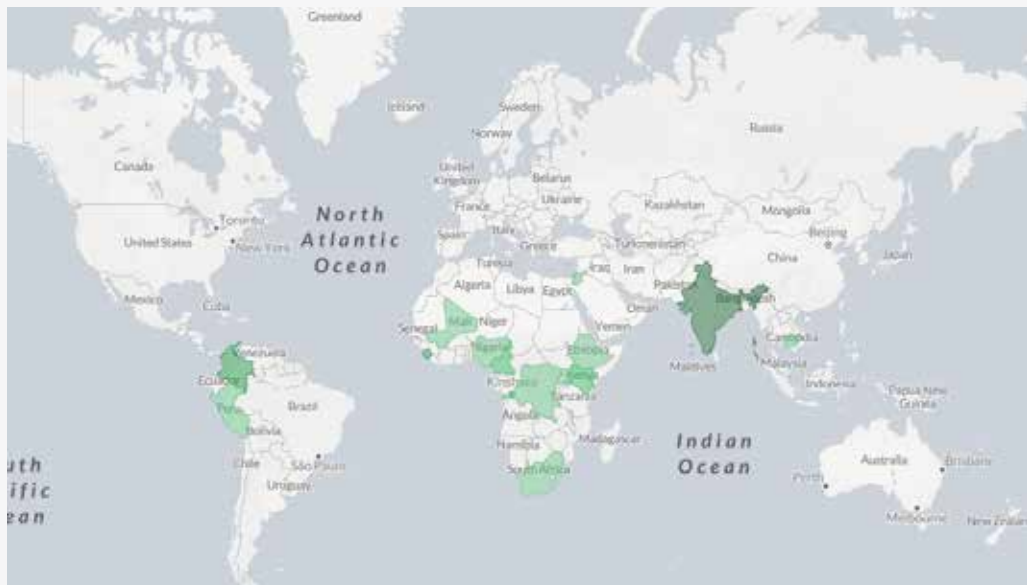 Greenland
Iceland
Sweden
Norway
Russia
Canada
United
Kingdom
Belarus
Ukraine
France
Kazakhstan
Mongolia
Italy
Toronto
North
Atlantic
Ocean
Spain
Greece
Turkmenistan
Beijing
United States
New York
Tunisia
Iraq
Iran
China
Japan
Algeria
Libya
Egypt
Pakistan
Mexico
Cuba
Oman
Bangladesh
Senegal
Mali
Niger
Yemen
Nigeria
Ethiopia
Cambodia
Venezuela
Maldives
Malaysia
Ecuador
Kinshasa
Kenya
Indonesia
Papua New
Guinea
Peru
Brazil
Tanzania
Angola
Bolivia
Madagascar
Namibia
Indian
Ocean
Chile
São Paulo
South Africa
Australia
Brisbane
Perth
Uruguay
uth
ific
ean
Melbourne
New Zealan